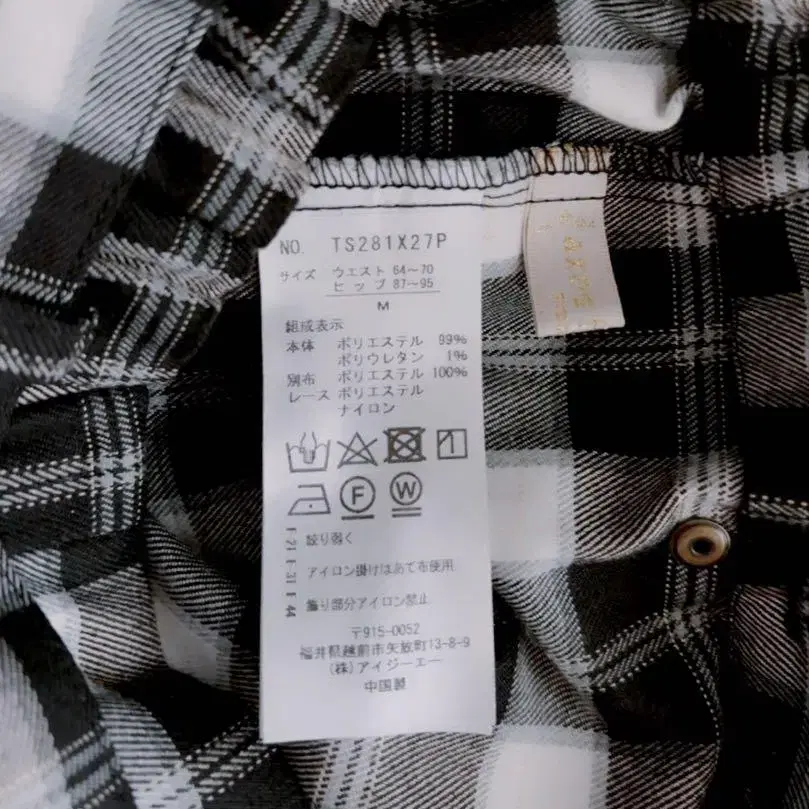 NO. TS281X27P
サイズ ウエスト 64～70
ヒップ 87～95
M
組成表示
本体 ポリエステル 99%
ポリウレタン 1%
別布 ポリエステル 100%
レース ポリエステル
ナイロン
F
W
F-21 F-31 F-44
絞り弱く
アイロン掛けはあて布使用
飾り部分アイロン禁止
〒915-0052
福井県越前市矢放町13-8-9
(株)アイジーエー
中国製